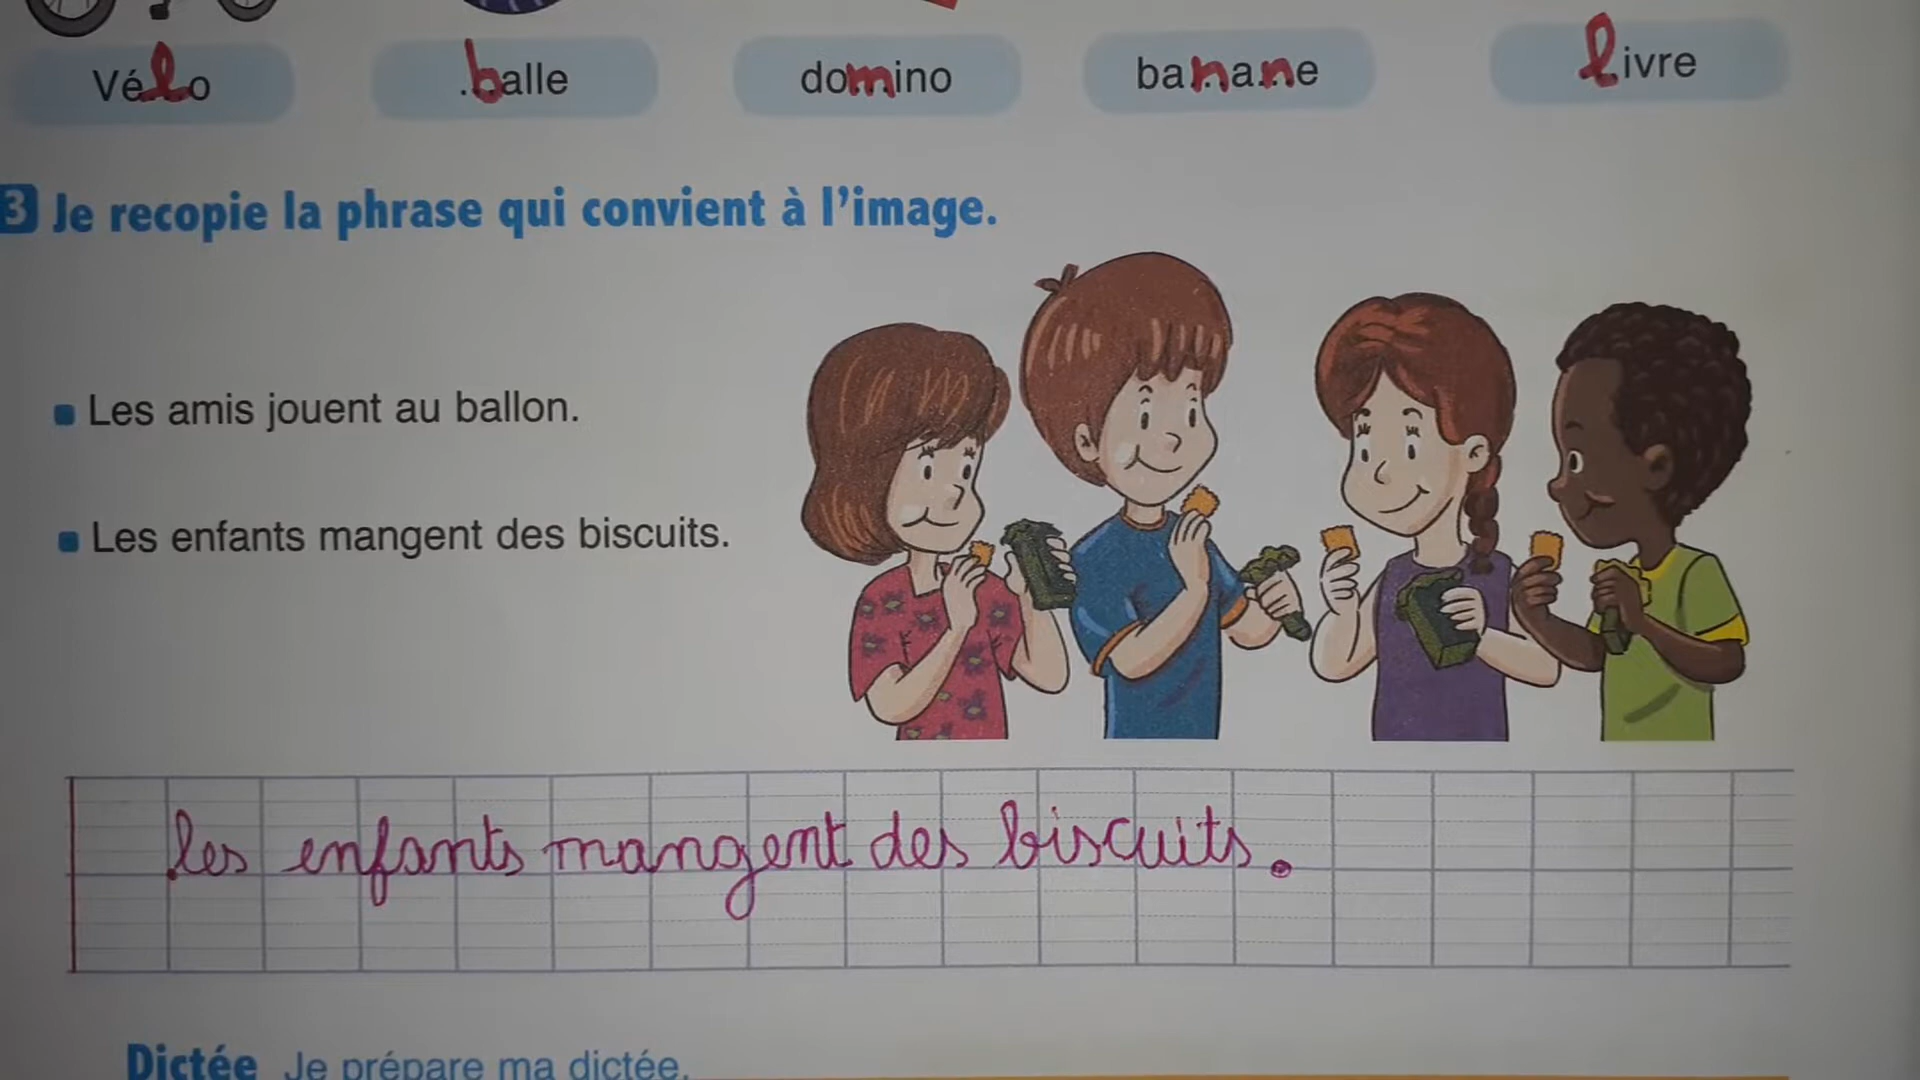 Vélo .balle domino banane livre
3 Je recopie la phrase qui convient à l'image.
Les amis jouent au ballon.
Les enfants mangent des biscuits.
les enfants mangent des biscuits.
Dictée Je prépare ma dictée.